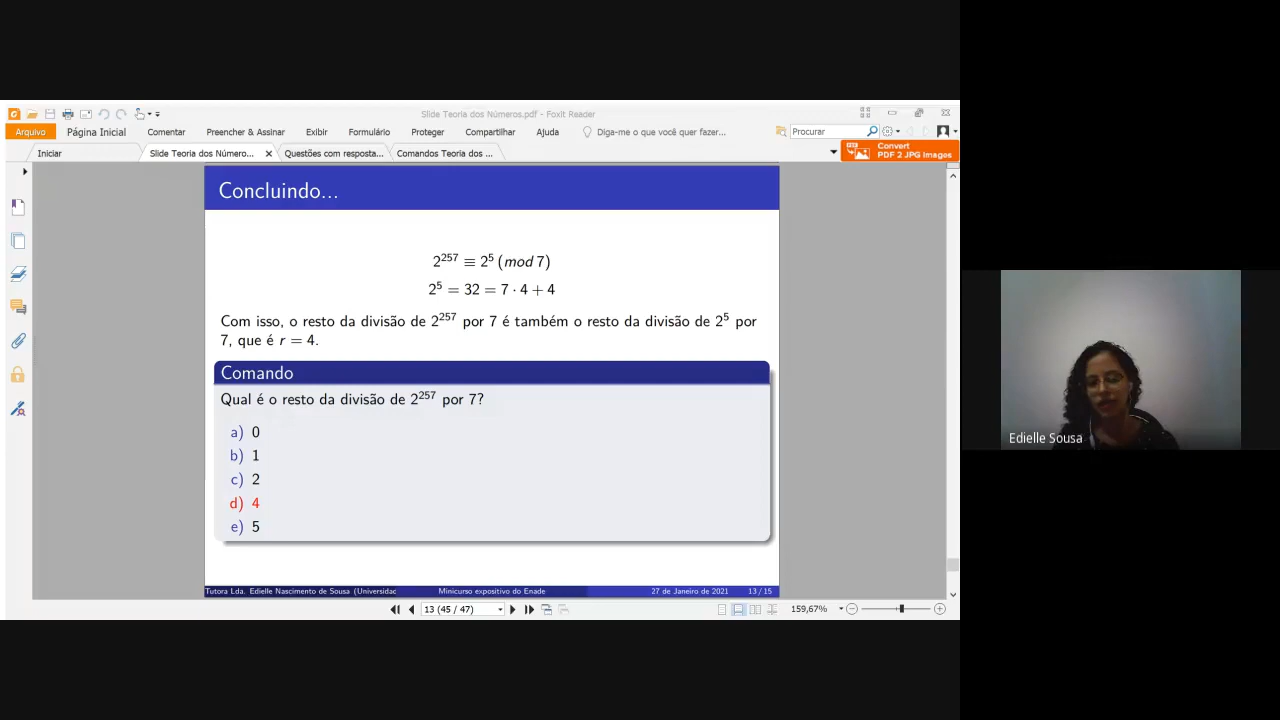 Slide Teoria dos Números.pdf - Foxit Reader
Arquivo Página Inicial Comentar Preencher & Assinar Exibir Formulário Proteger Compartilhar Ajuda Diga-me o que você quer fazer... Procurar
Iniciar Slide Teoria dos Número... Questões com resposta... Comandos Teoria dos ...
Convert
PDF 2 JPG Images
Concluindo...
2^257 ≡ 2^5 (mod 7)
2^5 = 32 = 7 · 4 + 4
Com isso, o resto da divisão de 2^257 por 7 é também o resto da divisão de 2^5 por
7, que é r = 4.
Comando
Qual é o resto da divisão de 2^257 por 7?
a) 0
b) 1
c) 2
d) 4
e) 5
Tutora Lda. Edielle Nascimento de Sousa (Universidac Minicurso expositivo do Enade 27 de Janeiro de 2021 13 / 15
13 (45 / 47) 159,67%
Edielle Sousa